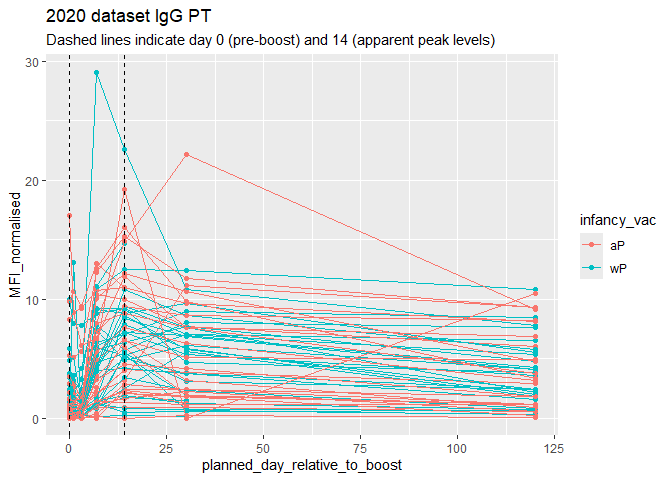 2020 dataset IgG PT
Dashed lines indicate day 0 (pre-boost) and 14 (apparent peak levels)
30
20
10
0
MFI_normalised
0
25
50
75
100
125
planned_day_relative_to_boost
infancy_vac
aP
wP